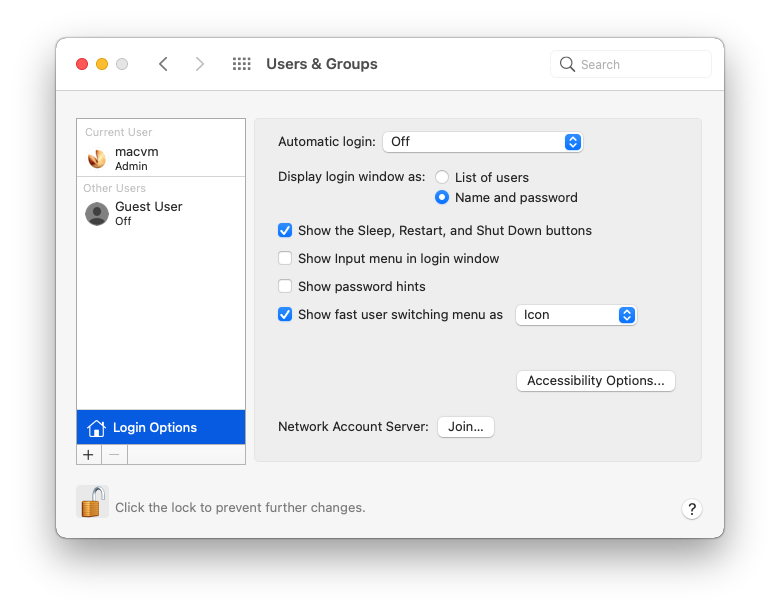 Users & Groups
Search
Current User
macvm
Admin
Other Users
Guest User
Off
Login Options
+ −
Automatic login: Off
Display login window as: List of users
Name and password
Show the Sleep, Restart, and Shut Down buttons
Show Input menu in login window
Show password hints
Show fast user switching menu as Icon
Accessibility Options...
Network Account Server: Join...
Click the lock to prevent further changes.
?